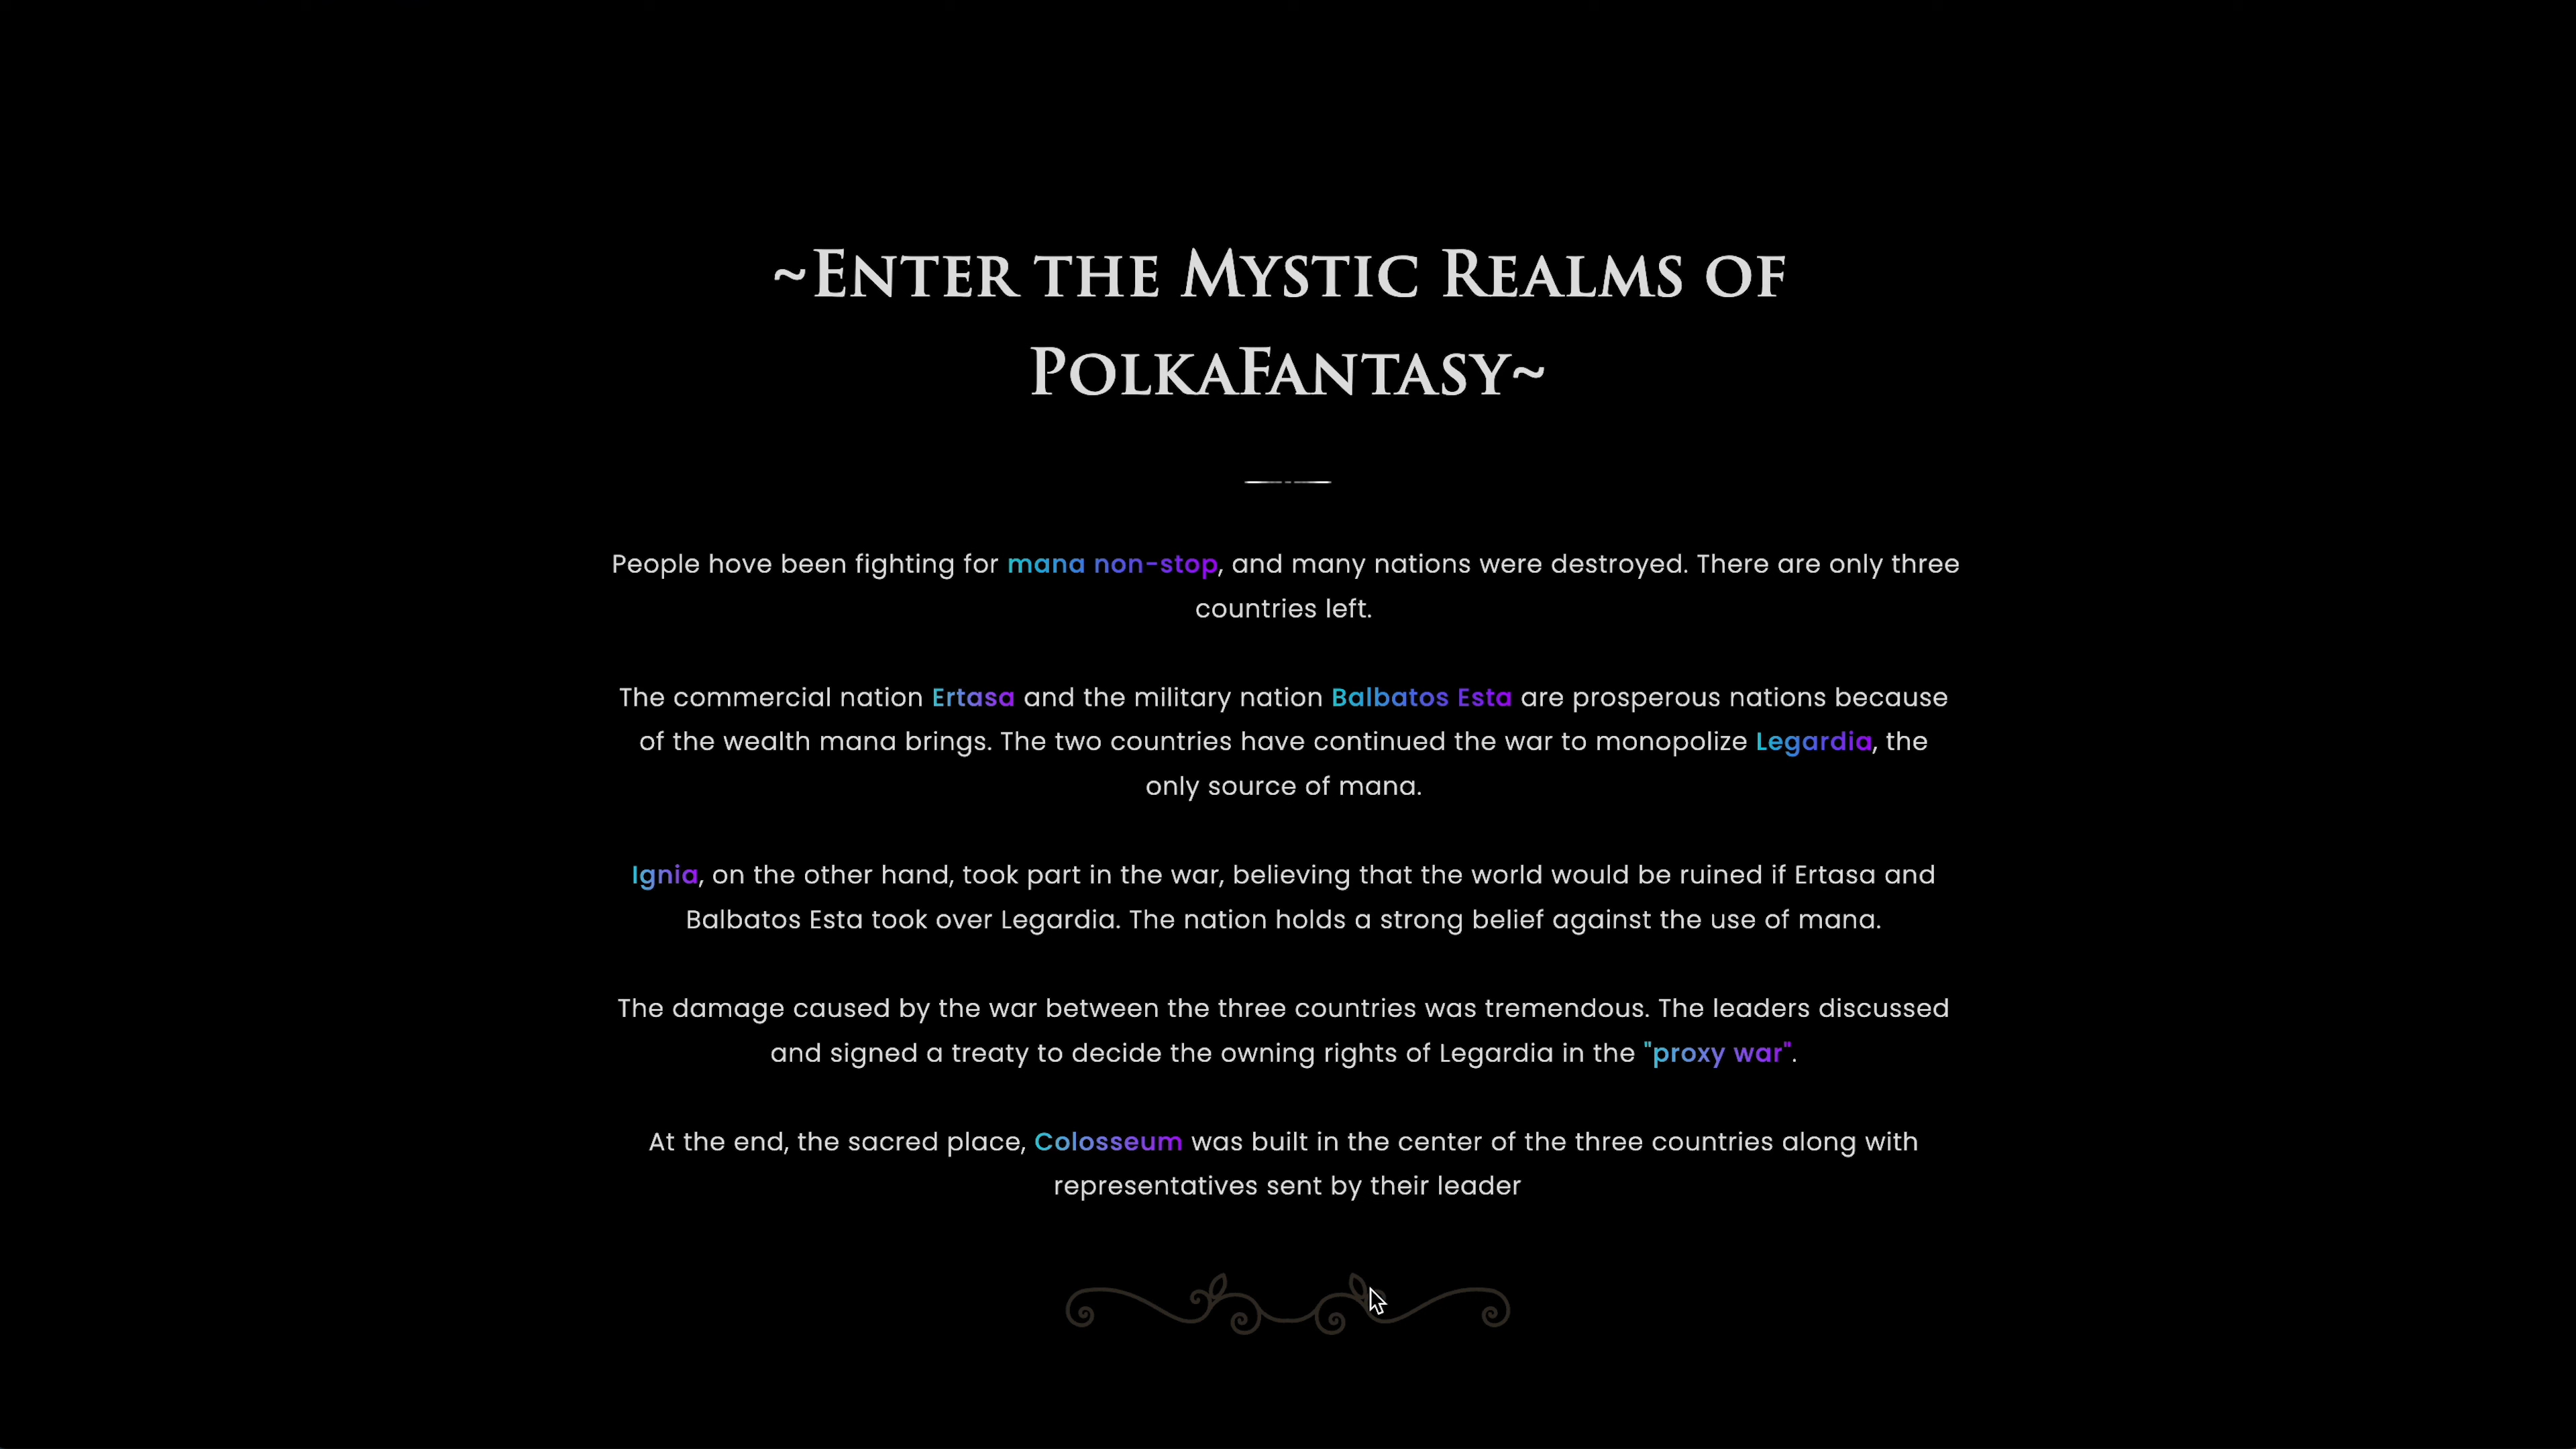 ~Enter the Mystic Realms of
PolkaFantasy~
People hove been fighting for mana non-stop, and many nations were destroyed. There are only three
countries left.
The commercial nation Ertasa and the military nation Balbatos Esta are prosperous nations because
of the wealth mana brings. The two countries have continued the war to monopolize Legardia, the
only source of mana.
Ignia, on the other hand, took part in the war, believing that the world would be ruined if Ertasa and
Balbatos Esta took over Legardia. The nation holds a strong belief against the use of mana.
The damage caused by the war between the three countries was tremendous. The leaders discussed
and signed a treaty to decide the owning rights of Legardia in the "proxy war".
At the end, the sacred place, Colosseum was built in the center of the three countries along with
representatives sent by their leader